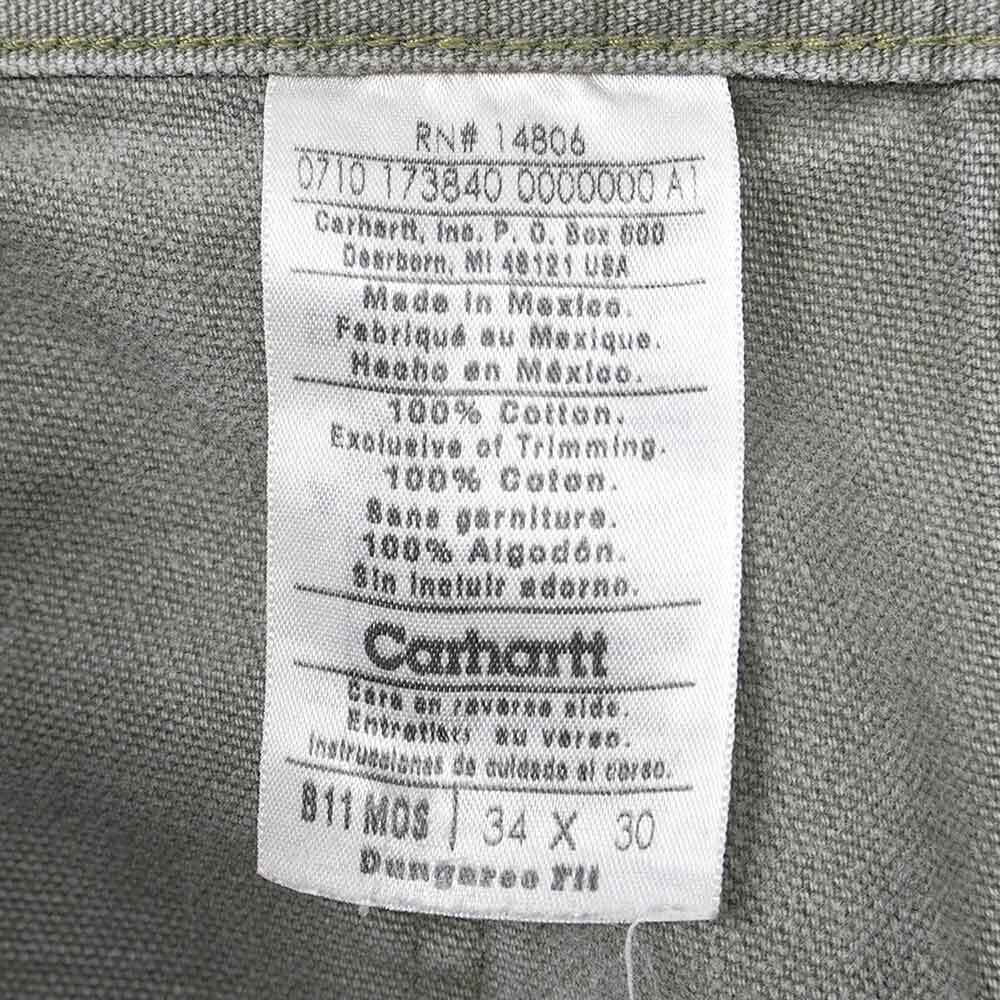 RN# 14806
0710 173840 0000000 A1
Carhartt, Inc. P. O. Box 600
Dearborn, MI 48121 USA
Made in Mexico.
Fabriqué au Mexique.
Hecho en México.
100% Cotton.
Exclusive of Trimming.
100% Coton.
Sans garniture.
100% Algodón.
Sin incluir adorno.
Carhartt
Care on reverse side.
Entretien au verso.
Instrucciones de cuidado al corso.
B11 MOS | 34 X 30
Dungaree Fit